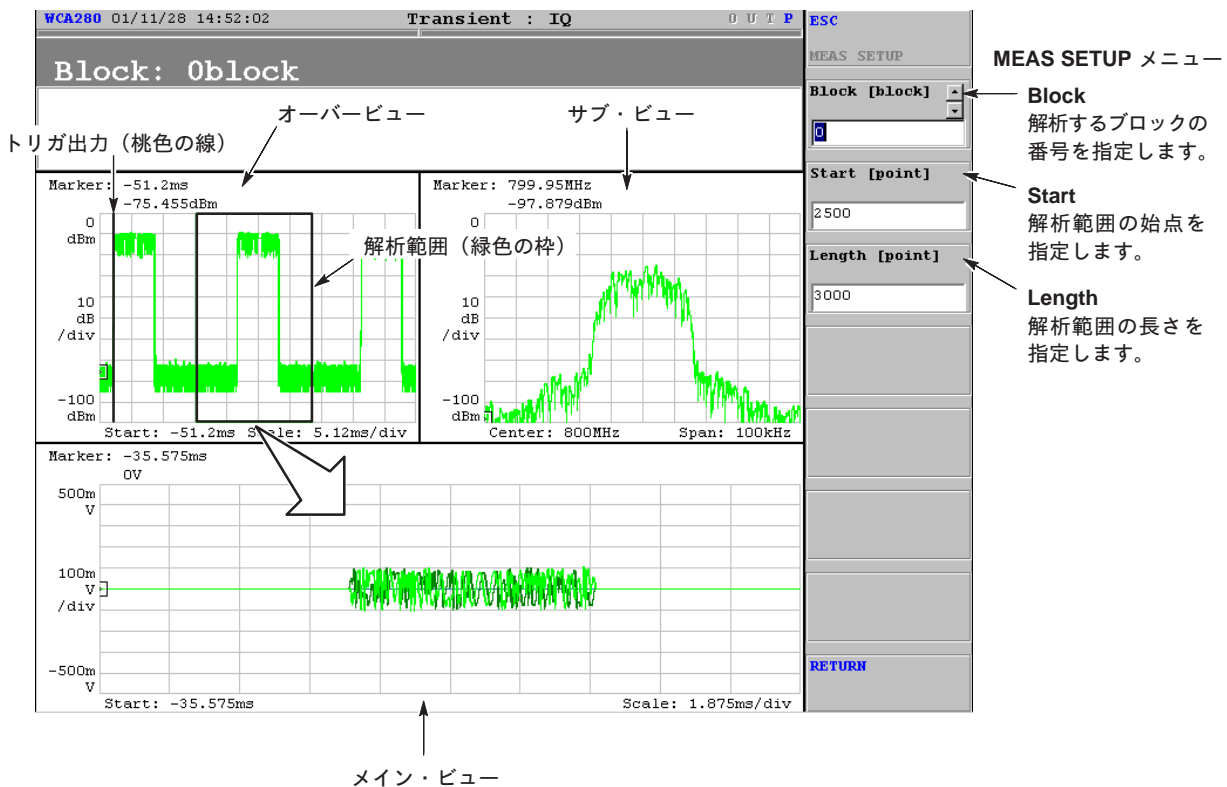 WCA280 01/11/28 14:52:02 Transient : IQ O U T P
Block: 0block
オーバービュー
サブ・ビュー
トリガ出力（桃色の線）
Marker: -51.2ms
-75.455dBm
0
dBm
10
dB
/div
-100
dBm
Start: -51.2ms Scale: 5.12ms/div
解析範囲（緑色の枠）
Marker: 799.95MHz
-97.879dBm
0
10
dB
/div
-100
dBm
Center: 800MHz Span: 100kHz
Marker: -35.575ms
0V
500m
V
100m
V
/div
-500m
V
Start: -35.575ms Scale: 1.875ms/div
メイン・ビュー
ESC
MEAS SETUP
Block [block]
0
Start [point]
2500
Length [point]
3000
RETURN
MEAS SETUP メニュー
Block
解析するブロックの
番号を指定します。
Start
解析範囲の始点を
指定します。
Length
解析範囲の長さを
指定します。